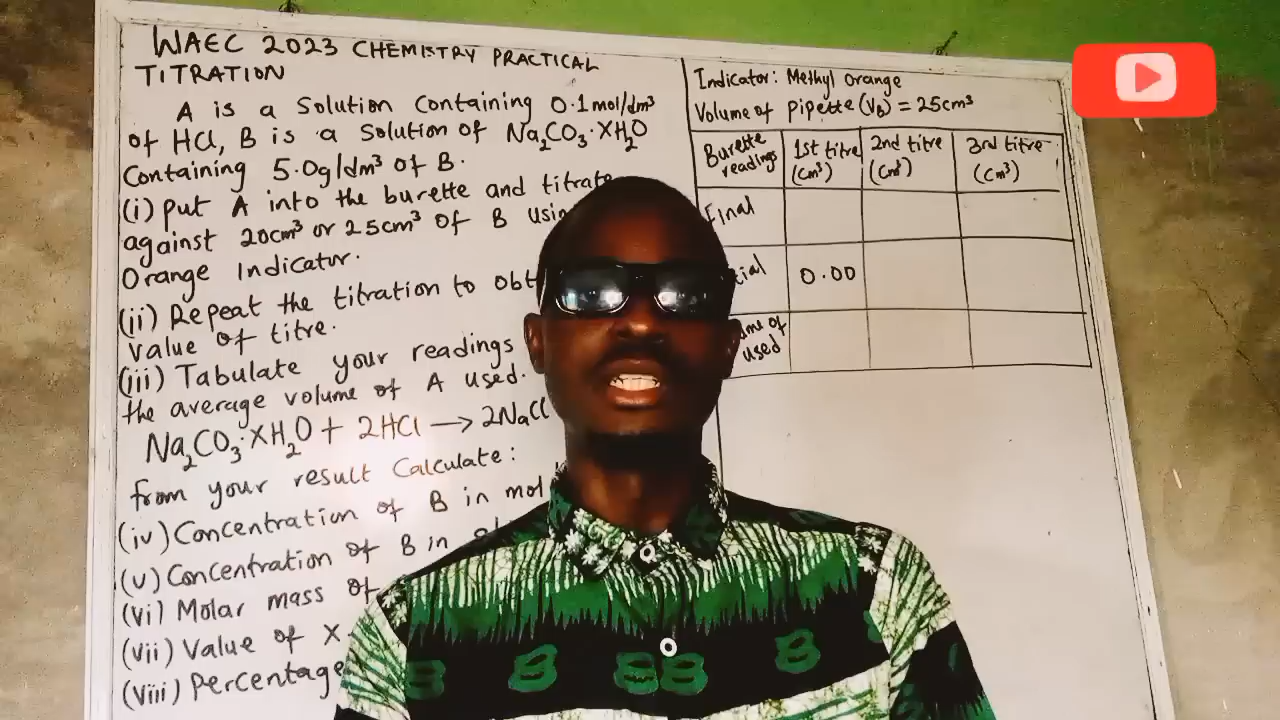 WAEC 2023 CHEMISTRY PRACTICAL
TITRATION
A is a solution containing 0.1mol/dm³
of HCl, B is a solution of Na₂CO₃·XH₂O
containing 5.0g/dm³ of B.
(i) put A into the burette and titrate
against 20cm³ or 25cm³ of B
Orange Indicator.
(ii) Repeat the titration to
value of titre.
(iii) Tabulate your readings
the average volume of A used.
Na₂CO₃·XH₂O + 2HCl → 2NaCl
from your result Calculate:
(iv) Concentration of B in mol
(v) Concentration of B in
(vi) Molar mass of
(vii) Value of X
(viii) Percentage
Indicator: Methyl Orange
Volume of pipette (V_B) = 25cm³
Burette readings 1st titre (cm³) 2nd titre (cm³) 3rd titre (cm³)
Final
0.00
of used